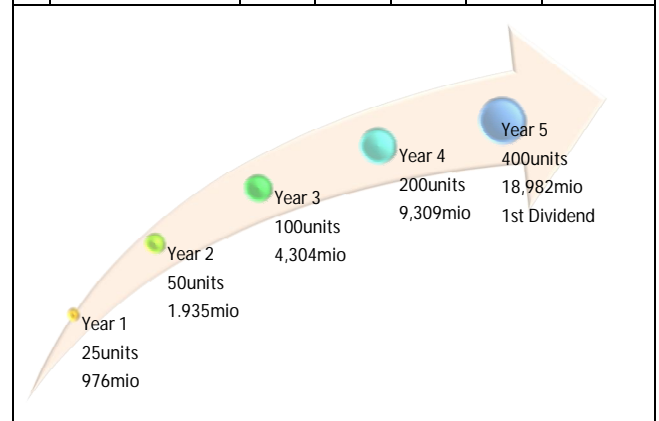 Year 1
25units
976mio
Year 2
50units
1.935mio
Year 3
100units
4,304mio
Year 4
200units
9,309mio
Year 5
400units
18,982mio
1st Dividend